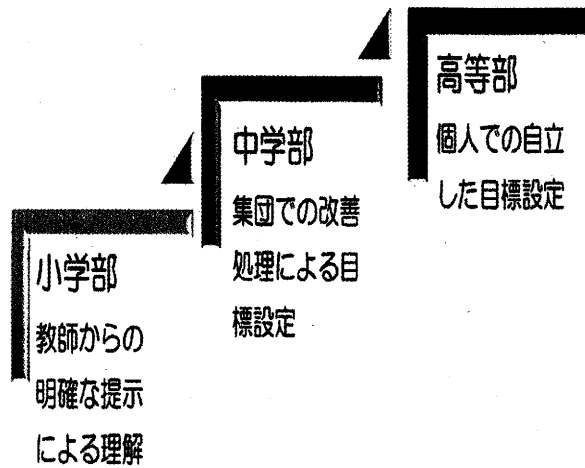 高等部
個人での自立
した目標設定
中学部
集団での改善
処理による目
標設定
小学部
教師からの
明確な提示
による理解